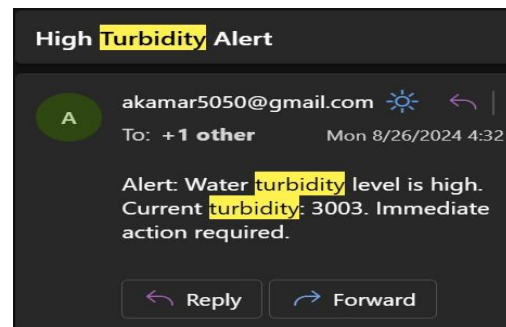 High Turbidity Alert
A
akamar5050@gmail.com
To: +1 other Mon 8/26/2024 4:32
Alert: Water turbidity level is high.
Current turbidity: 3003. Immediate
action required.
Reply Forward